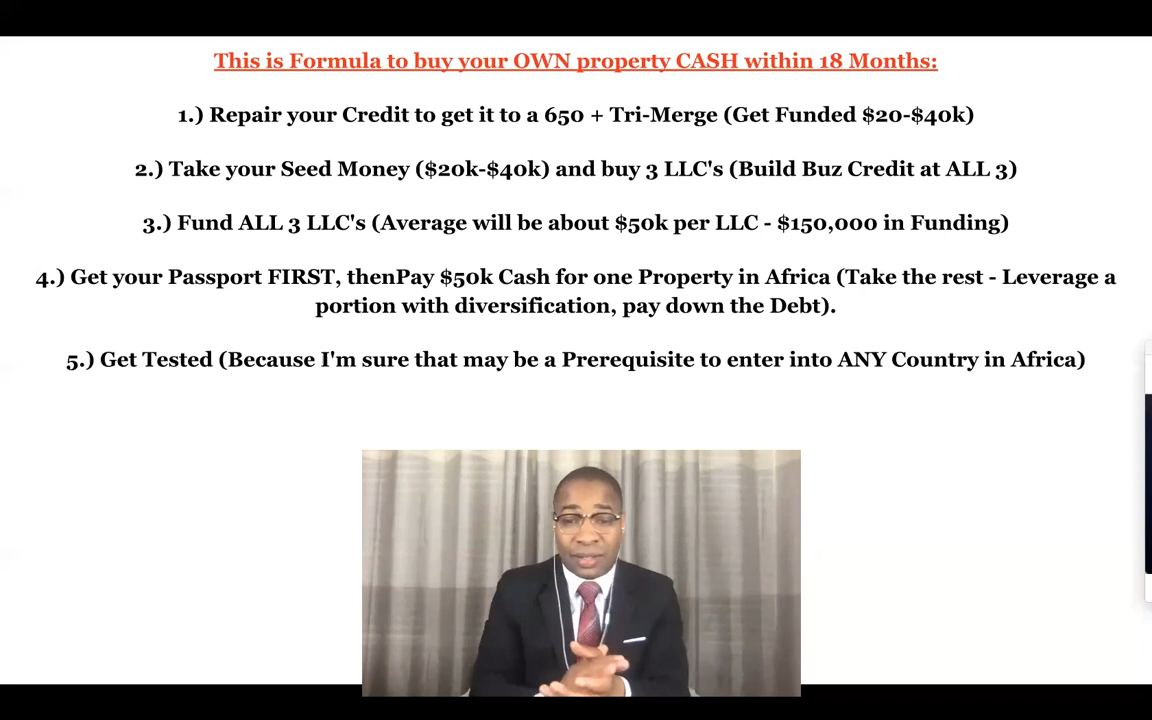 This is Formula to buy your OWN property CASH within 18 Months:
1.) Repair your Credit to get it to a 650 + Tri-Merge (Get Funded $20-$40k)
2.) Take your Seed Money ($20k-$40k) and buy 3 LLC's (Build Buz Credit at ALL 3)
3.) Fund ALL 3 LLC's (Average will be about $50k per LLC - $150,000 in Funding)
4.) Get your Passport FIRST, thenPay $50k Cash for one Property in Africa (Take the rest - Leverage a
portion with diversification, pay down the Debt).
5.) Get Tested (Because I'm sure that may be a Prerequisite to enter into ANY Country in Africa)